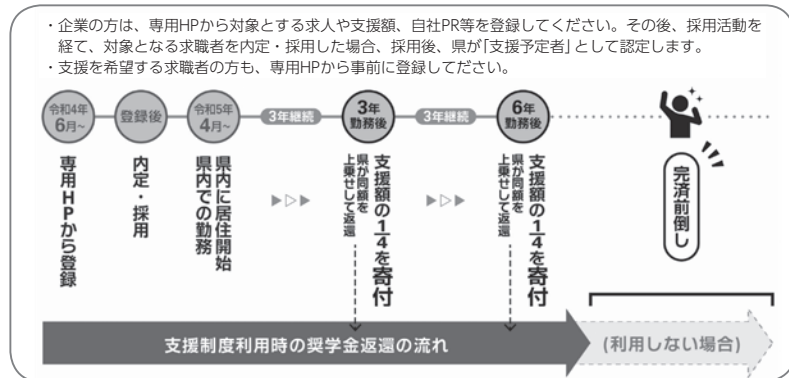 ・企業の方は、専用HPから対象とする求人や支援額、自社PR等を登録してください。その後、採用活動を
経て、対象となる求職者を内定・採用した場合、採用後、県が「支援予定者」として認定します。
・支援を希望する求職者の方も、専用HPから事前に登録してださい。
令和4年
6月~
登録後
令和5年
4月~
3年継続
3年
勤務後
3年継続
6年
勤務後
専用HPから登録
内定・採用
県内に居住開始
県内での勤務
支援額の1/4を寄付
県が同額を
上乗せして返還
支援額の1/4を寄付
県が同額を
上乗せして返還
完済前倒し
支援制度利用時の奨学金返還の流れ
(利用しない場合)